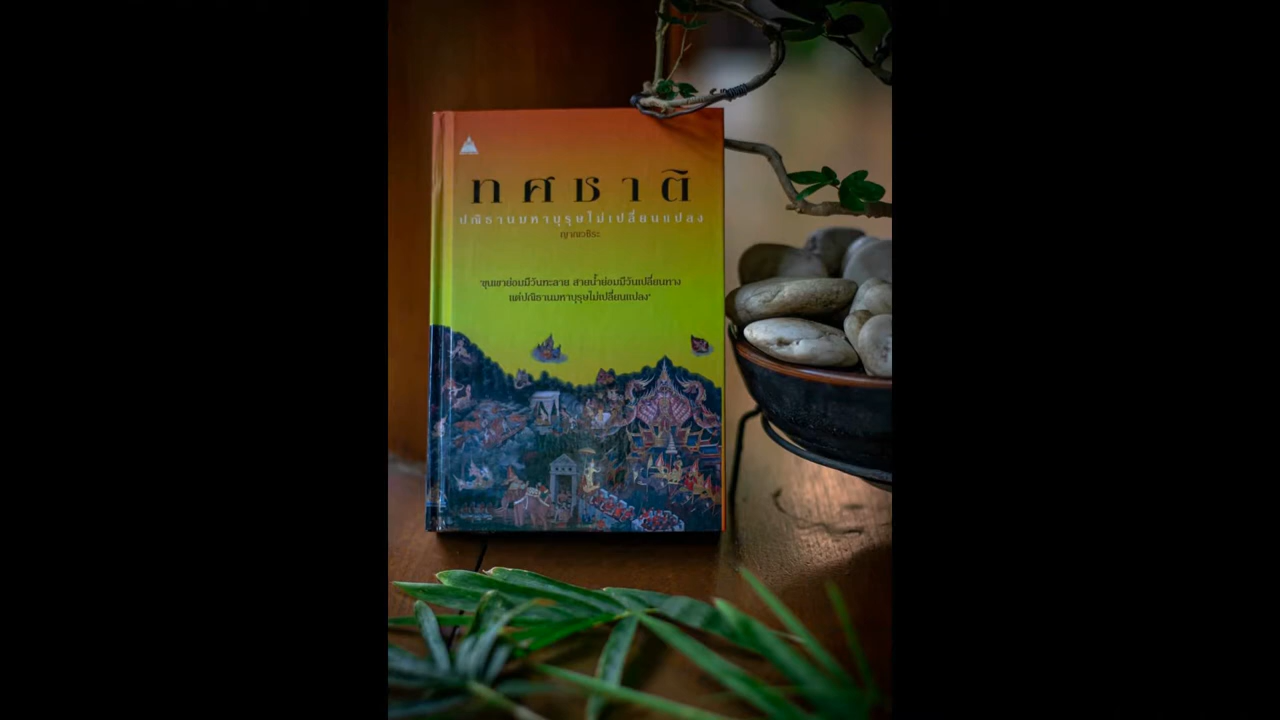 ทศชาติ
ปณิธานมหาบุรุษไม่เปลี่ยนแปลง
ญาณวชิระ
"ขุนเขาย่อมมีวันทะลาย สายน้ำย่อมมีวันเปลี่ยนทาง
แต่ปณิธานมหาบุรุษไม่เปลี่ยนแปลง"